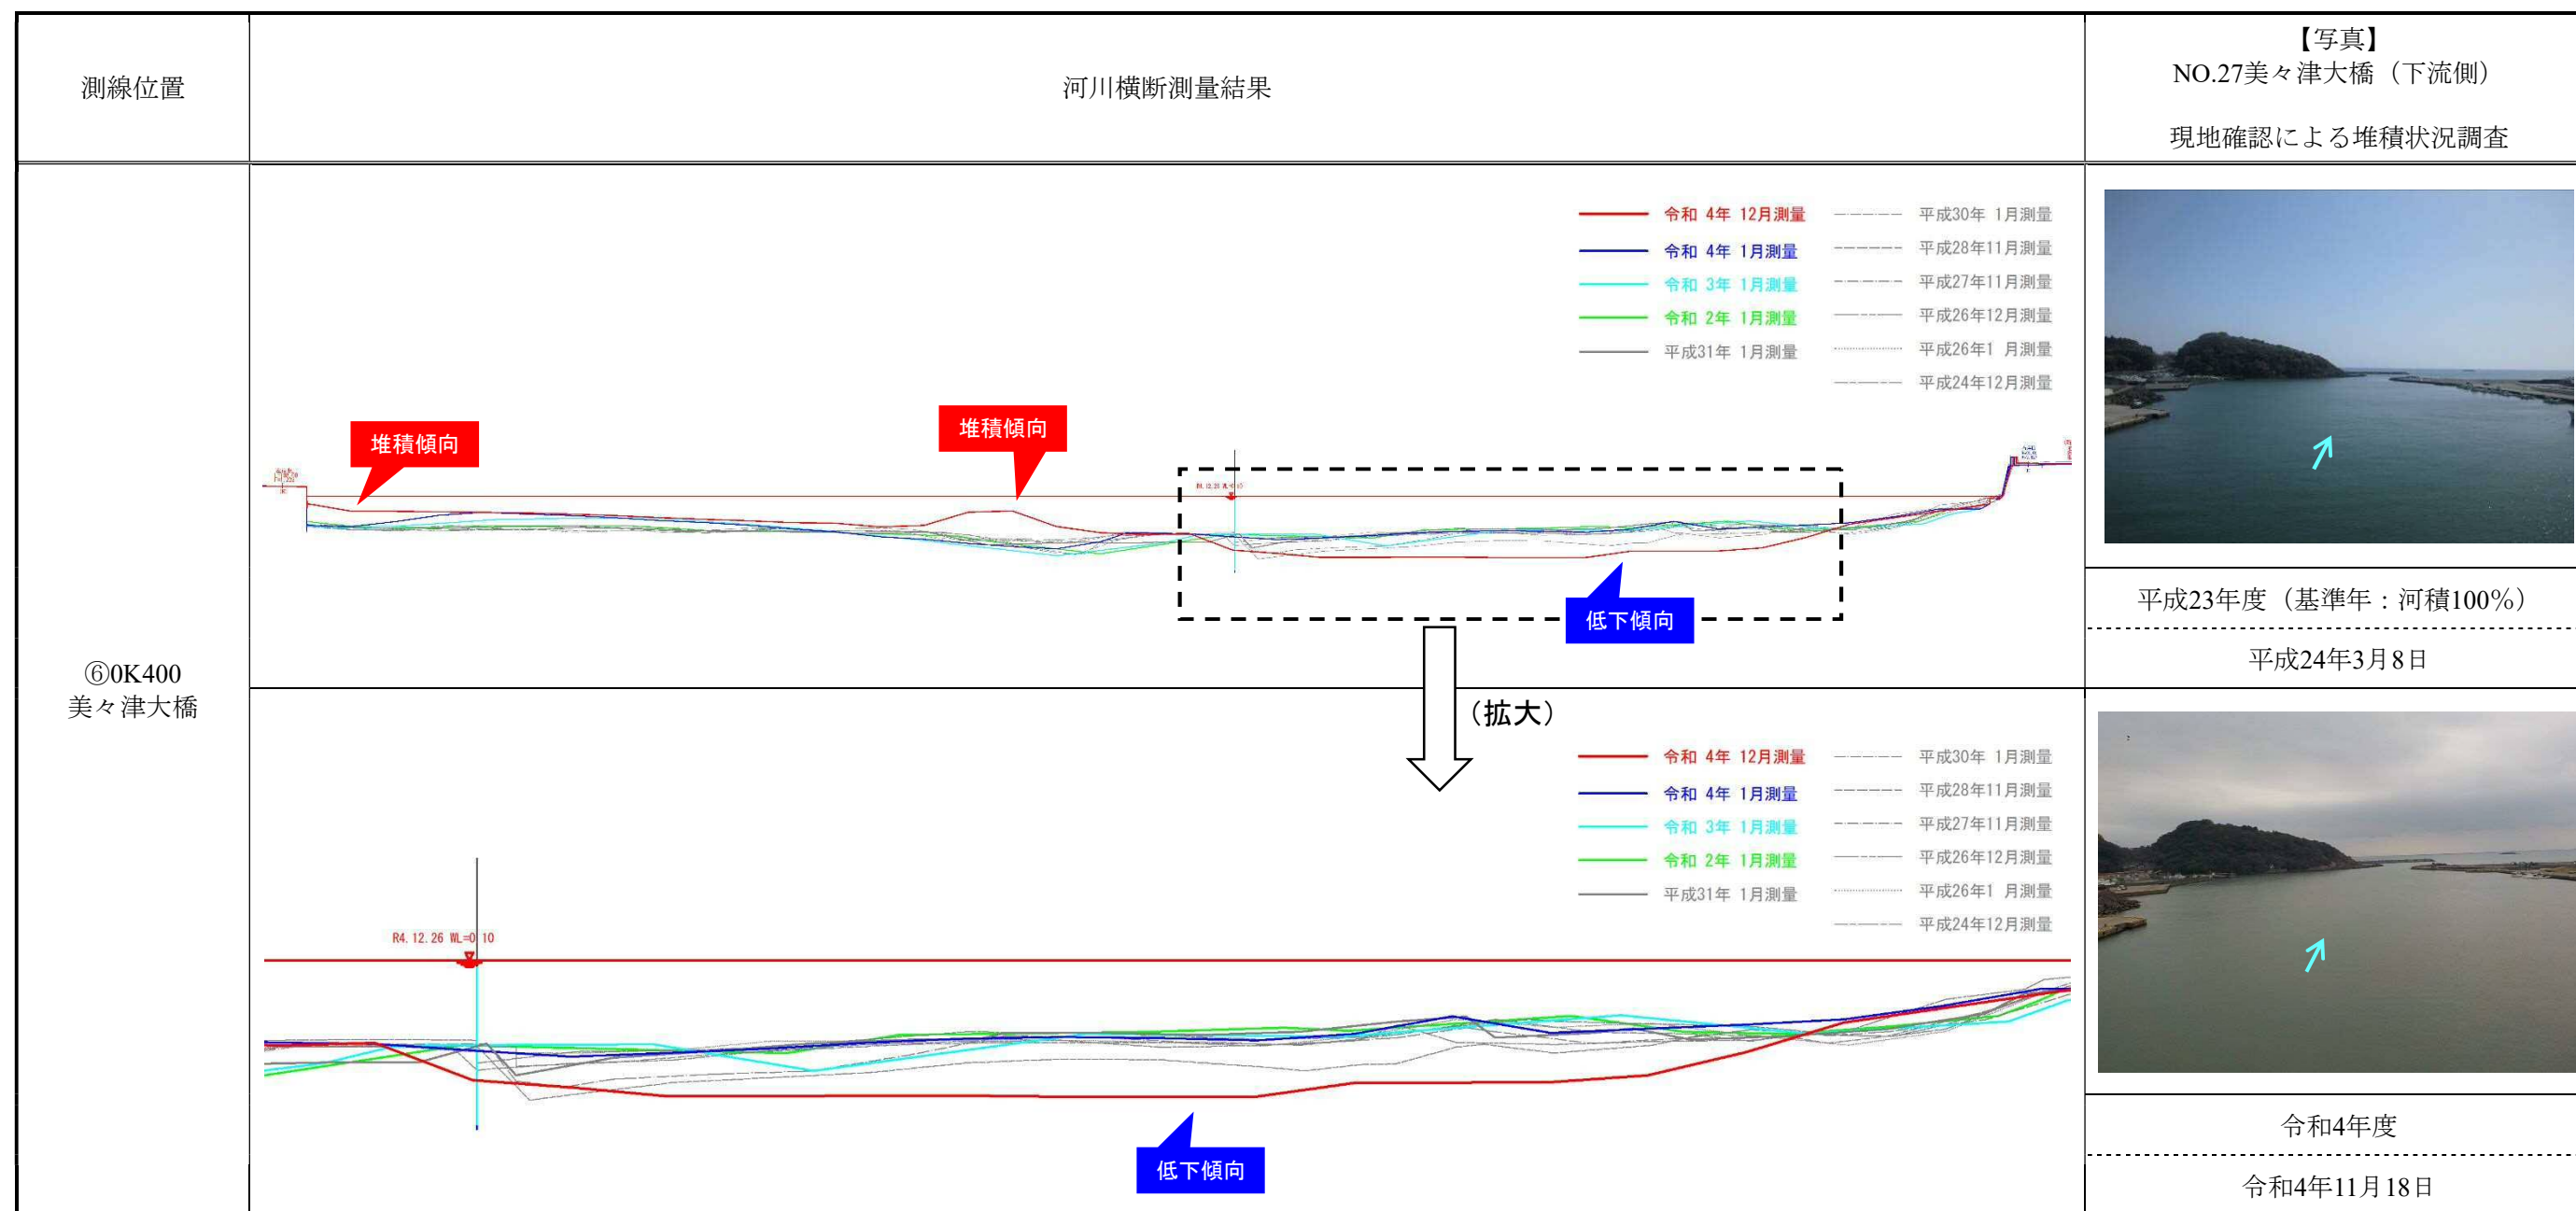 測線位置
河川横断測量結果
【写真】
NO.27美々津大橋（下流側）
現地確認による堆積状況調査
⑥0K400
美々津大橋
令和 4年 12月測量
令和 4年 1月測量
令和 3年 1月測量
令和 2年 1月測量
平成31年 1月測量
平成30年 1月測量
平成28年11月測量
平成27年11月測量
平成26年12月測量
平成26年1 月測量
平成24年12月測量
堆積傾向
堆積傾向
低下傾向
平成23年度（基準年：河積100%）
平成24年3月8日
（拡大）
令和 4年 12月測量
令和 4年 1月測量
令和 3年 1月測量
令和 2年 1月測量
平成31年 1月測量
平成30年 1月測量
平成28年11月測量
平成27年11月測量
平成26年12月測量
平成26年1 月測量
平成24年12月測量
R4.12.26 WL=0.10
低下傾向
令和4年度
令和4年11月18日